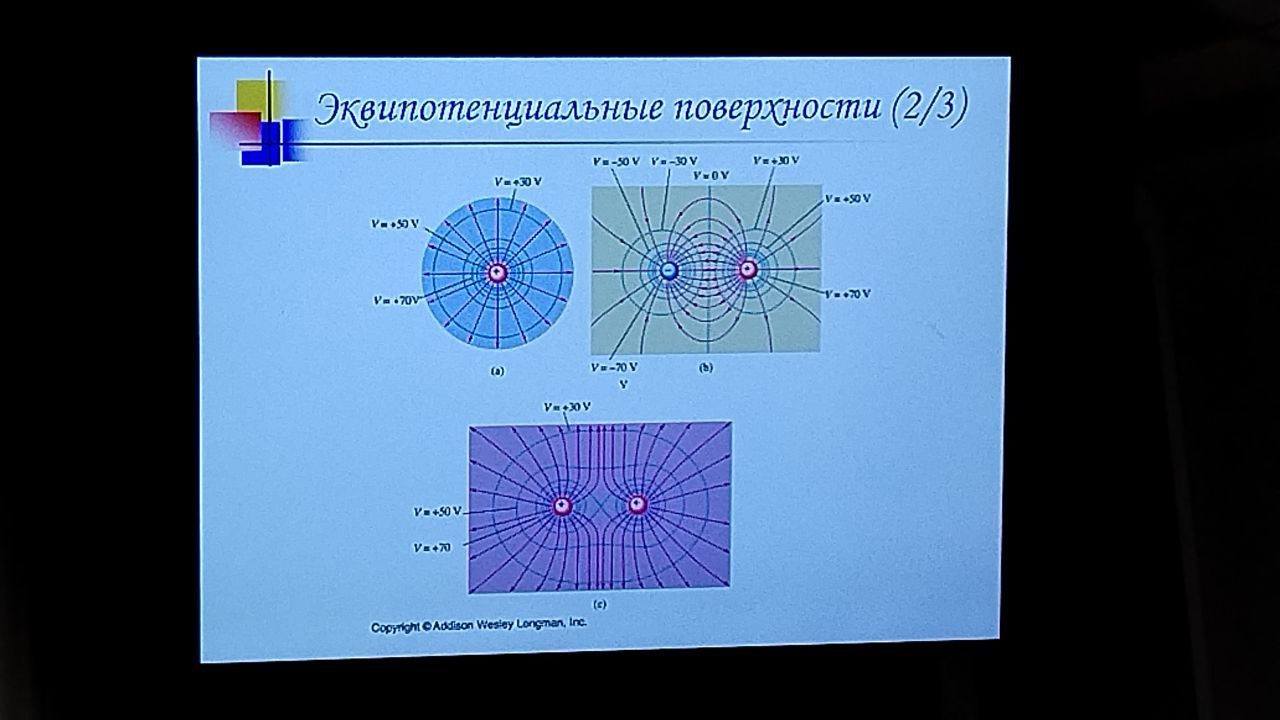 Эквипотенциальные поверхности (2/3)
V = -50 V V = -30 V V = +30 V
V = 0 V
V = +30 V
V = +50 V
V = +50 V
V = +70 V
V = +70V
V = -70 V
V
(a)
(b)
V = +30 V
V = +50 V
V = +70
(c)
Copyright © Addison Wesley Longman, Inc.